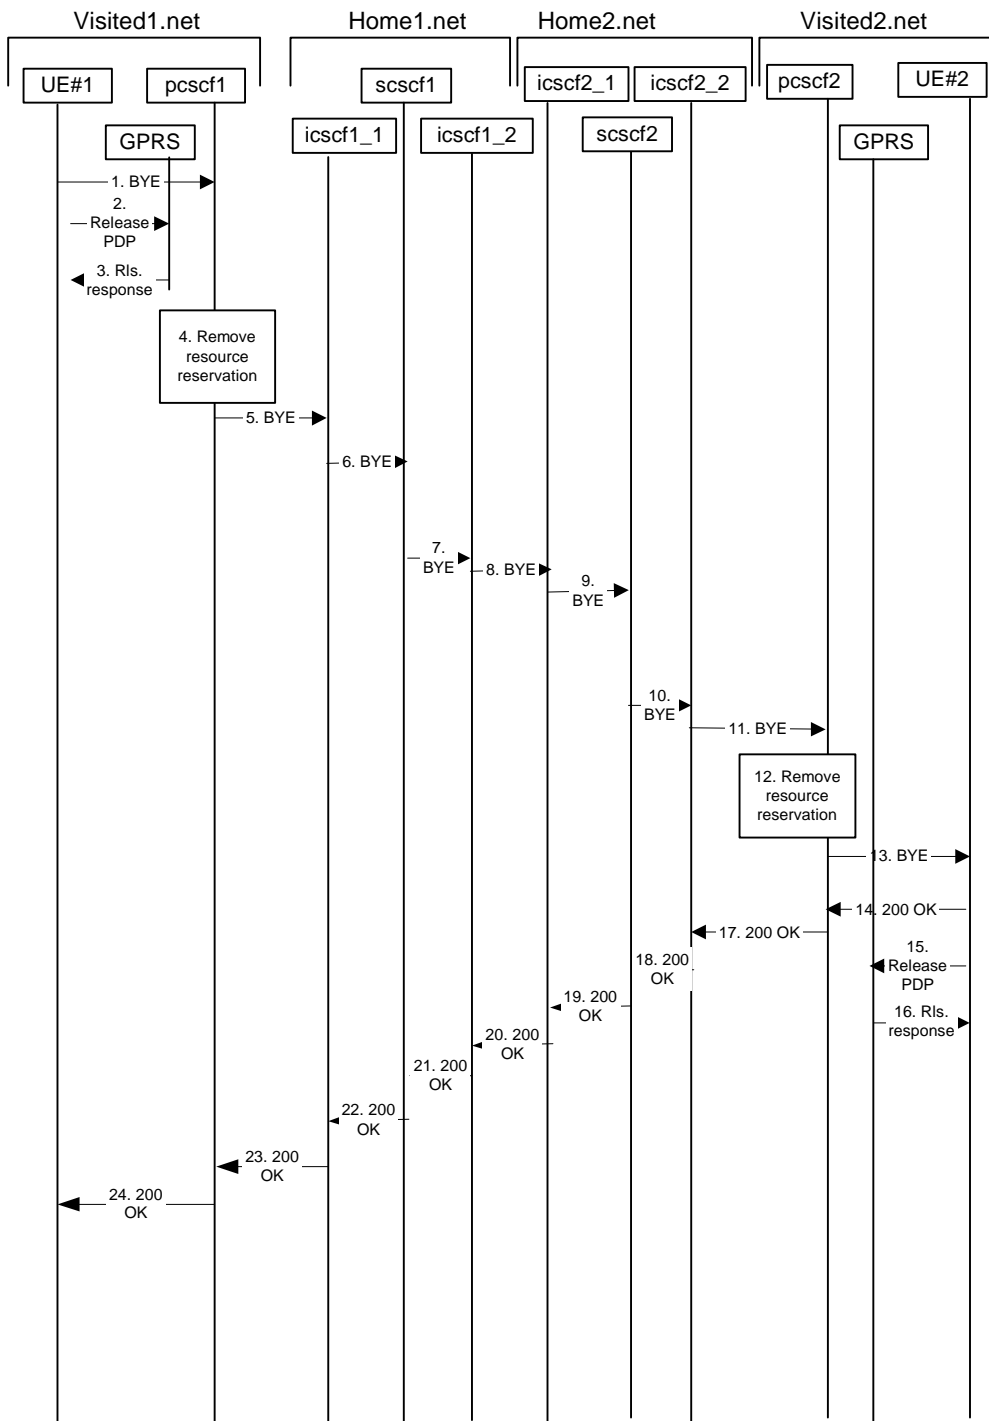 Visited1.net
Home1.net
Home2.net
Visited2.net
UE#1
pcscf1
scscf1
icscf2_1
icscf2_2
pcscf2
UE#2
GPRS
icscf1_1
icscf1_2
scscf2
GPRS
1. BYE
2.
Release
PDP
3. Rls.
response
4. Remove
resource
reservation
5. BYE
6. BYE
7.
BYE
8. BYE
9.
BYE
10.
BYE
11. BYE
12. Remove
resource
reservation
13. BYE
14. 200 OK
17. 200 OK
15.
Release
PDP
18. 200
OK
19. 200
OK
16. Rls.
response
20. 200
OK
21. 200
OK
22. 200
OK
23. 200
OK
24. 200
OK